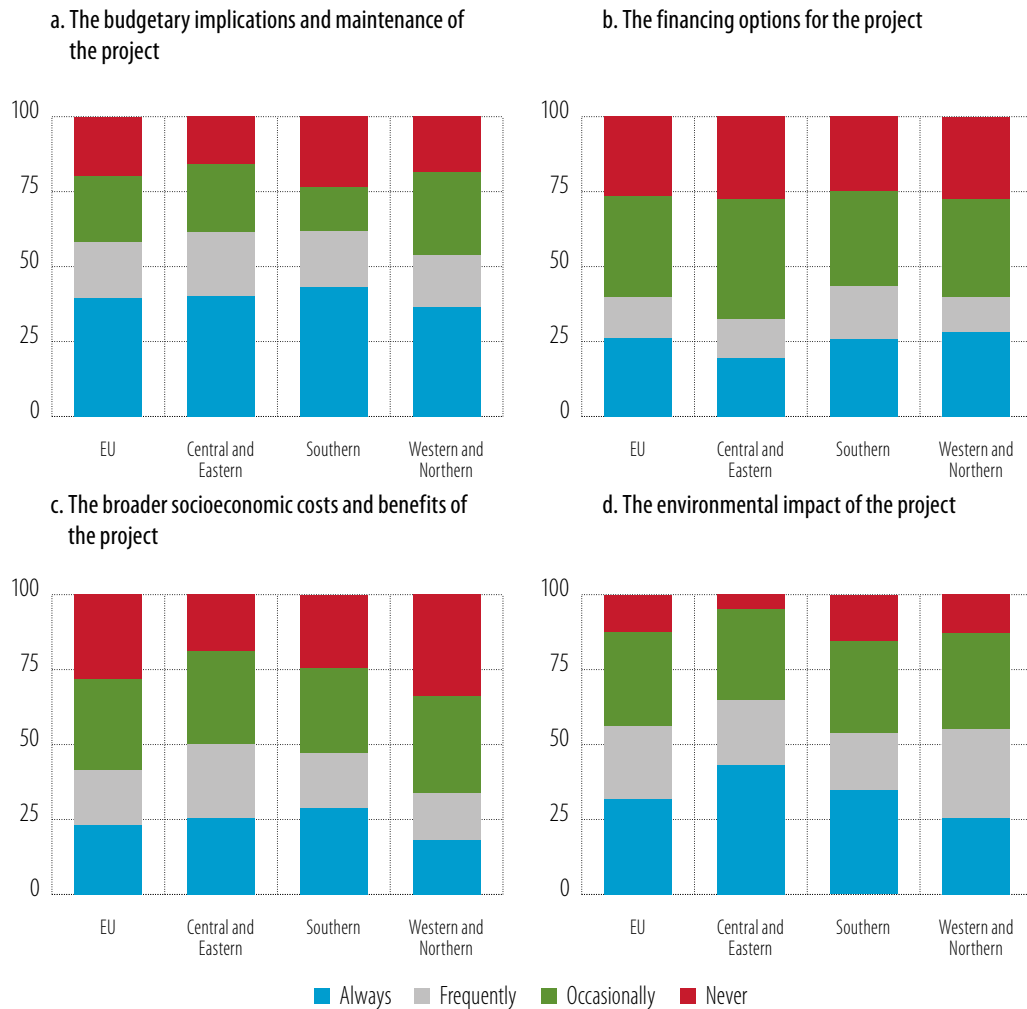 a. The budgetary implications and maintenance of
the project
100
75
50
25
0
EU
Central and
Eastern
Southern
Western and
Northern
b. The financing options for the project
100
75
50
25
0
EU
Central and
Eastern
Southern
Western and
Northern
c. The broader socioeconomic costs and benefits of
the project
100
75
50
25
0
EU
Central and
Eastern
Southern
Western and
Northern
d. The environmental impact of the project
100
75
50
25
0
EU
Central and
Eastern
Southern
Western and
Northern
Always Frequently Occasionally Never